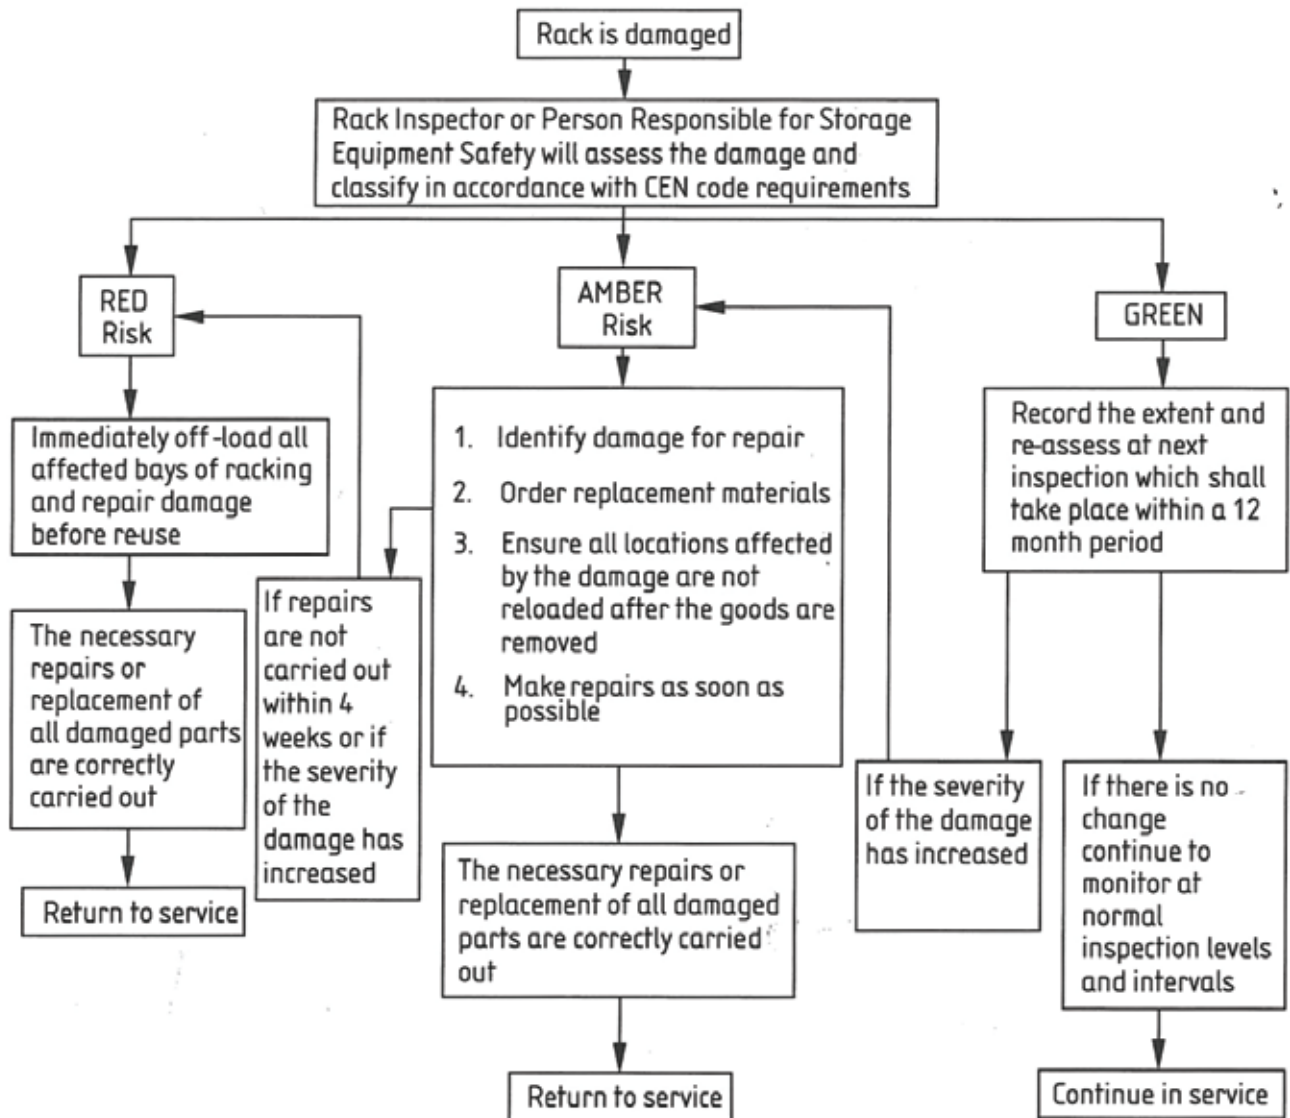 Rack is damaged
Rack Inspector or Person Responsible for Storage
Equipment Safety will assess the damage and
classify in accordance with CEN code requirements
RED
Risk
AMBER
Risk
GREEN
Immediately off-load all
affected bays of racking
and repair damage
before re-use
The necessary
repairs or
replacement of
all damaged parts
are correctly
carried out
Return to service
If repairs
are not
carried out
within 4
weeks or if
the severity
of the
damage has
increased
1. Identify damage for repair
2. Order replacement materials
3. Ensure all locations affected
by the damage are not
reloaded after the goods are
removed
4. Make repairs as soon as
possible
The necessary repairs or
replacement of all damaged
parts are correctly carried
out
Return to service
Record the extent and
re-assess at next
inspection which shall
take place within a 12
month period
If the severity
of the damage
has increased
If there is no
change
continue to
monitor at
normal
inspection levels
and intervals
Continue in service